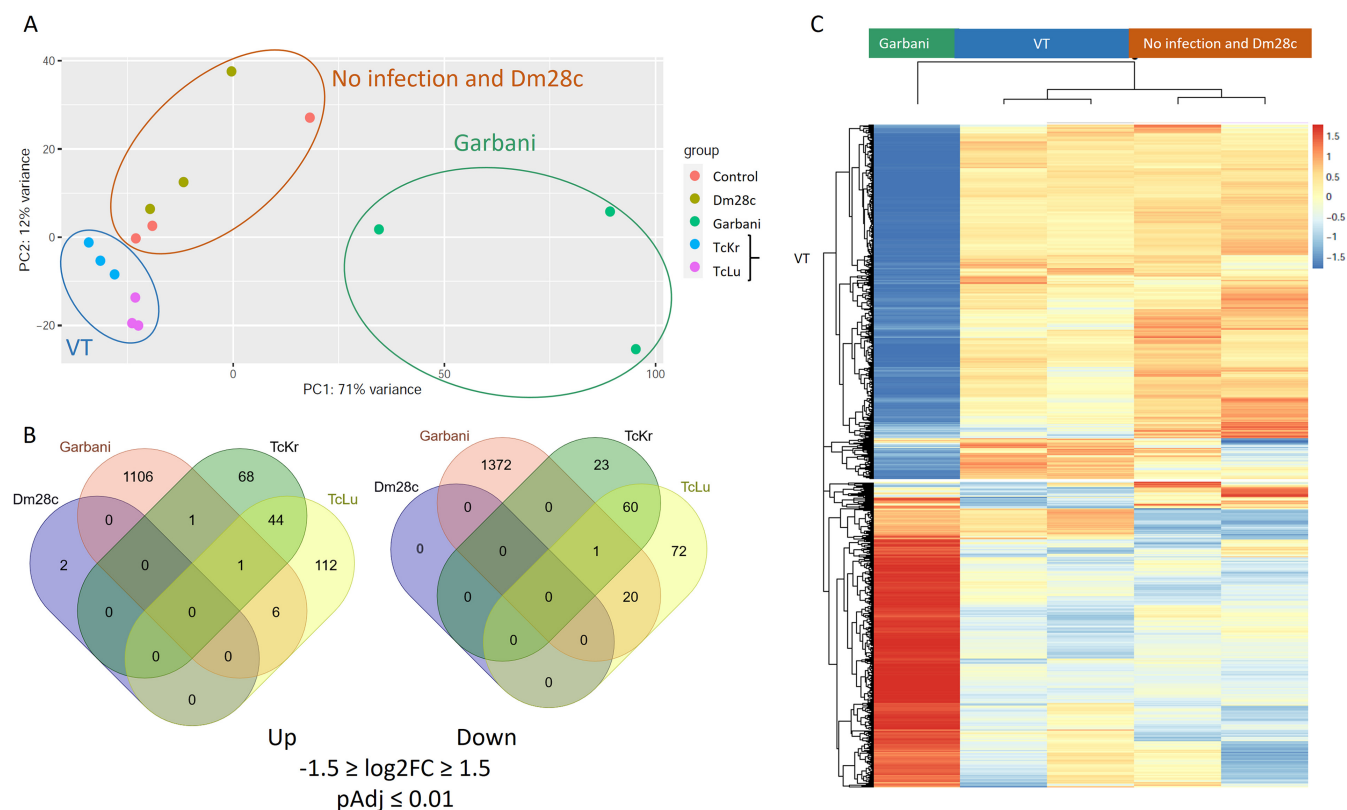 A
40
20
0
−20
PC2: 12% variance
No infection and Dm28c
Garbani
VT
0
50
100
PC1: 71% variance
group
Control
Dm28c
Garbani
TcKr
TcLu
VT
B
Garbani
TcKr
Dm28c
TcLu
1106
68
0
1
44
2
0
1
112
0
0
6
0
0
0
Up
Garbani
TcKr
Dm28c
TcLu
1372
23
0
0
60
0
0
1
72
0
0
20
0
0
0
Down
-1.5 ≥ log2FC ≥ 1.5
pAdj ≤ 0.01
C
Garbani
VT
No infection and Dm28c
1.5
1
0.5
0
−0.5
−1
−1.5